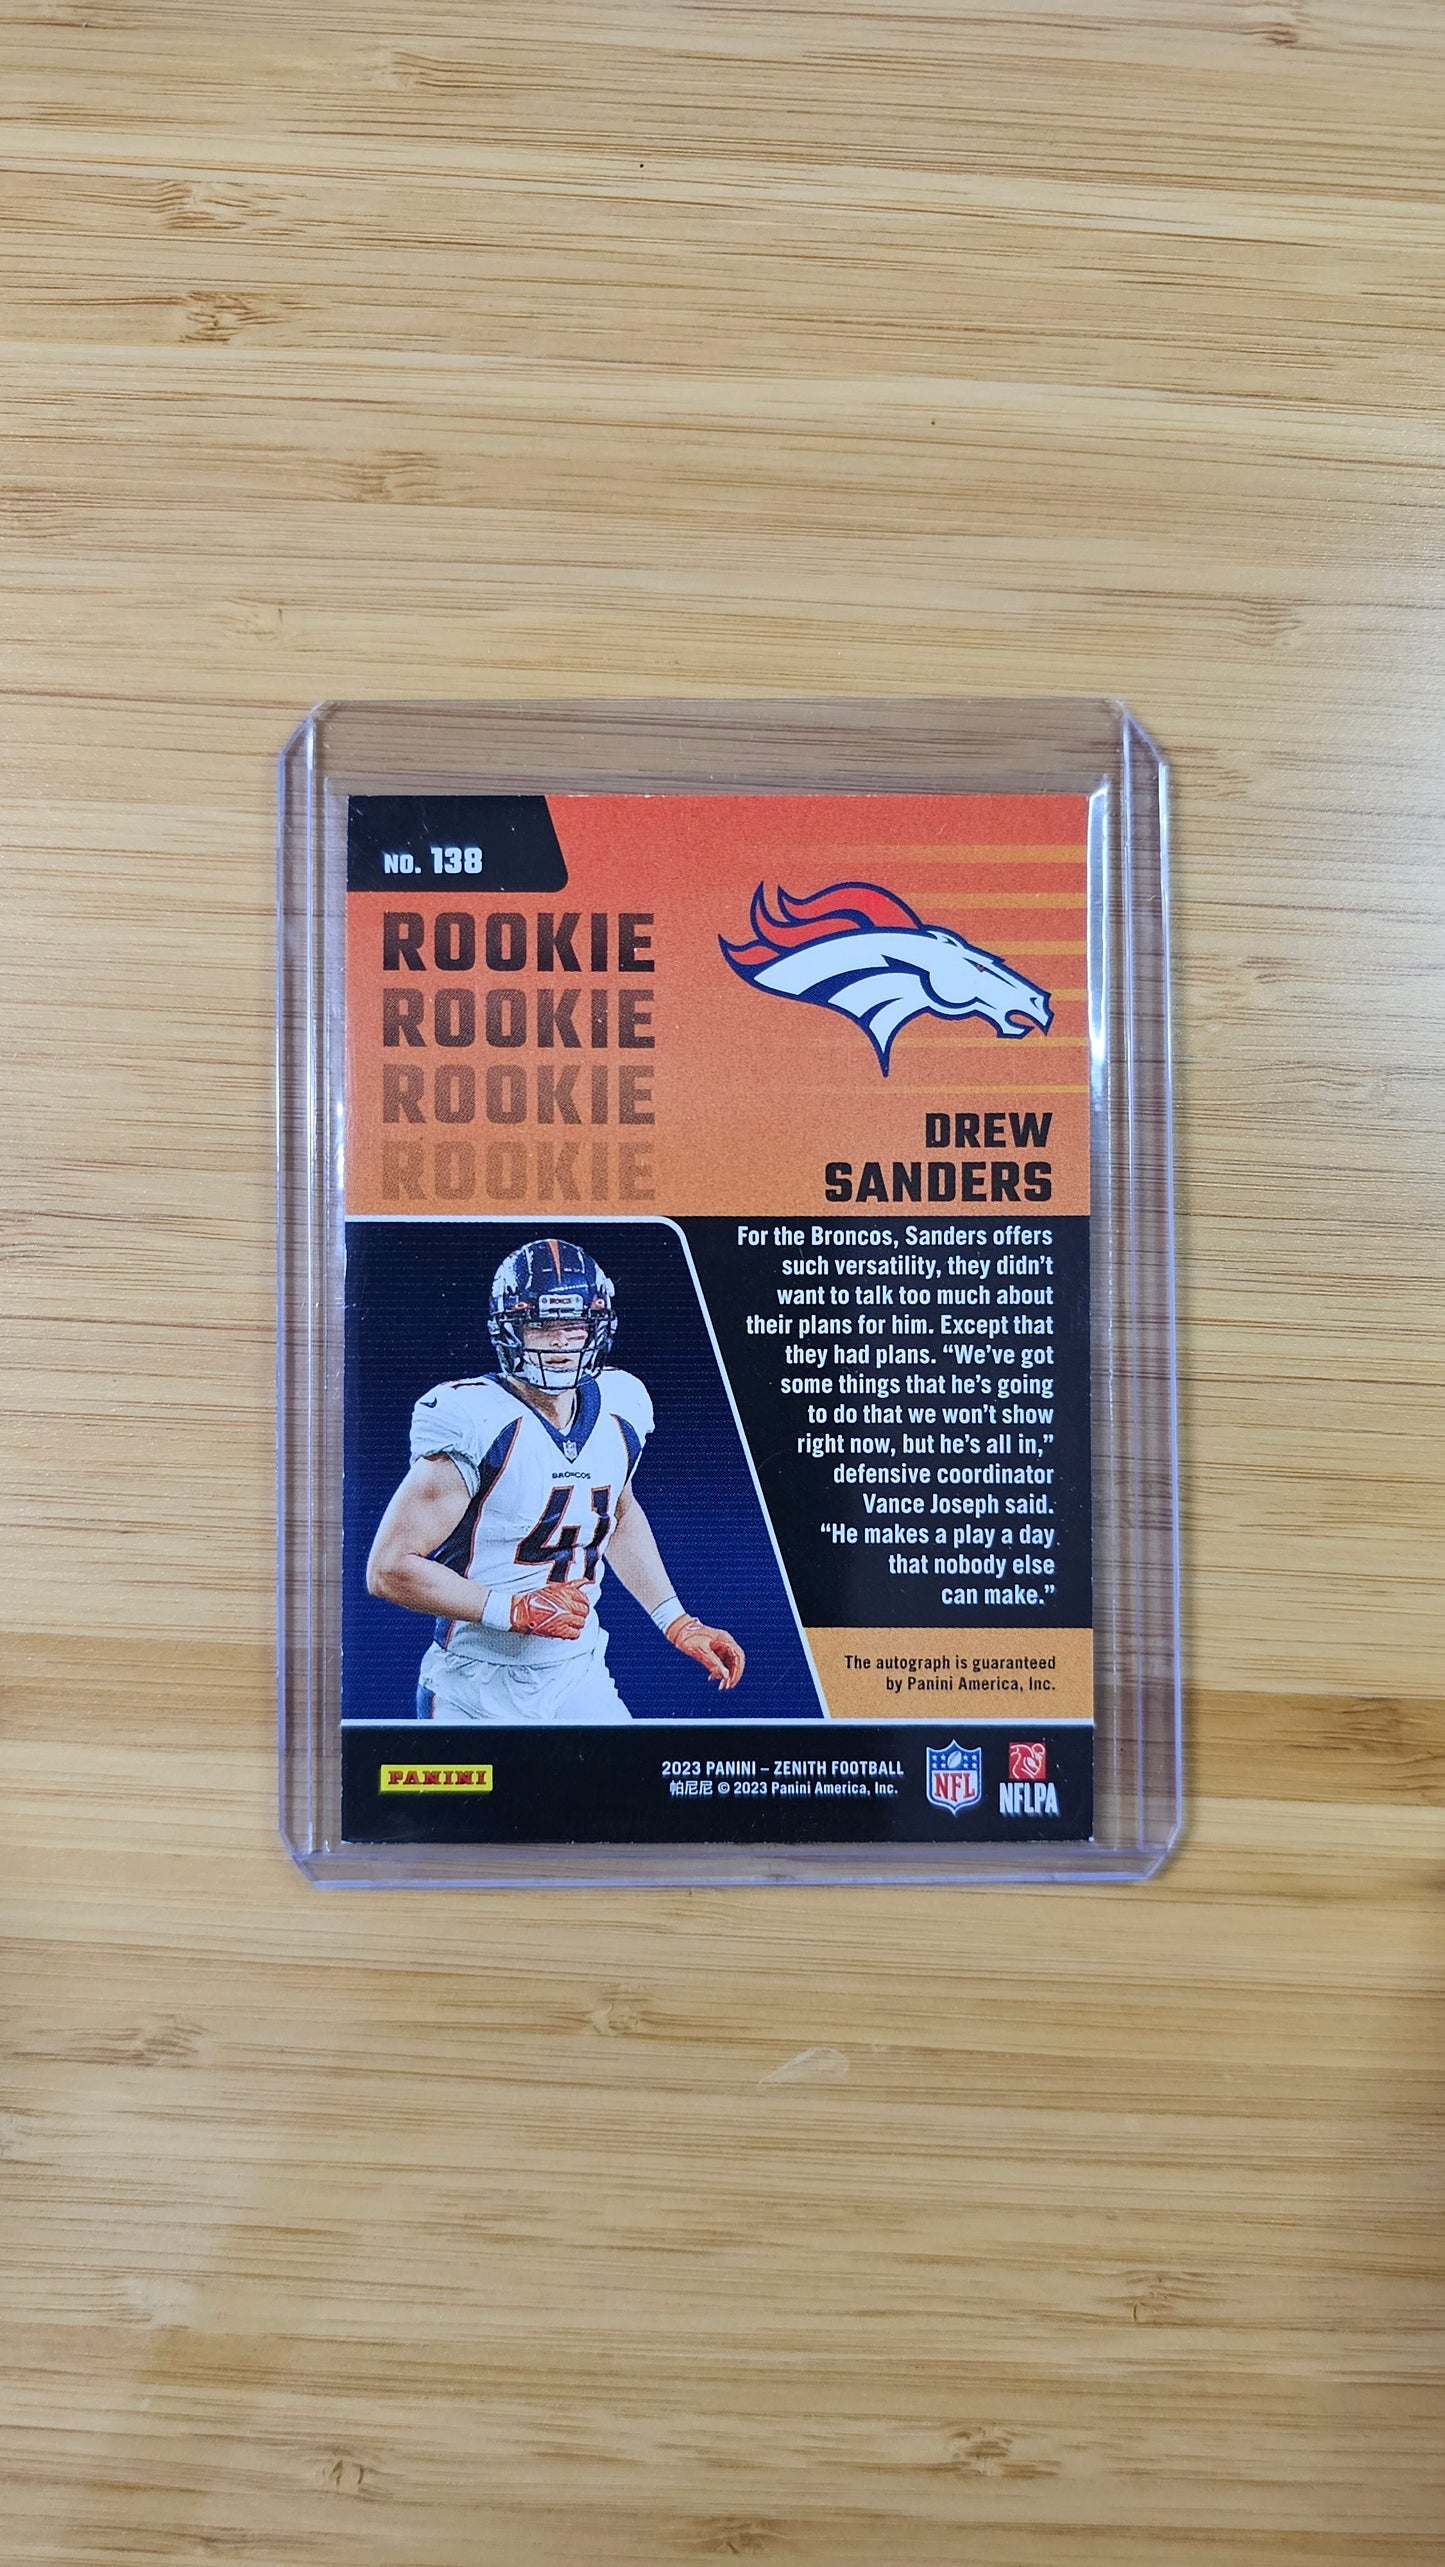 NO. 138
ROOKIE
ROOKIE
ROOKIE
ROOKIE
DREW
SANDERS
For the Broncos, Sanders offers
such versatility, they didn't
want to talk too much about
their plans for him. Except that
they had plans. “We've got
some things that he's going
to do that we won't show
right now, but he's all in,”
defensive coordinator
Vance Joseph said.
“He makes a play a day
that nobody else
can make.”
BRONCOS
41
BRONCOS
41
The autograph is guaranteed
by Panini America, Inc.
PANINI
2023 PANINI – ZENITH FOOTBALL
帕尼尼 © 2023 Panini America, Inc.
NFL
NFLPA